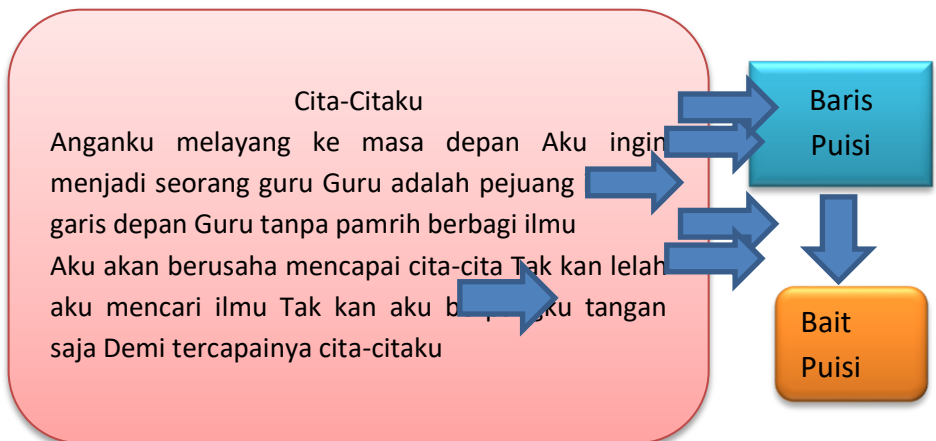 Cita-Citaku
Anganku melayang ke masa depan Aku ingin
menjadi seorang guru Guru adalah pejuang
garis depan Guru tanpa pamrih berbagi ilmu
Aku akan berusaha mencapai cita-cita Tak kan lelah
aku mencari ilmu Tak kan aku tangan
saja Demi tercapainya cita-citaku
Baris
Puisi
Bait
Puisi